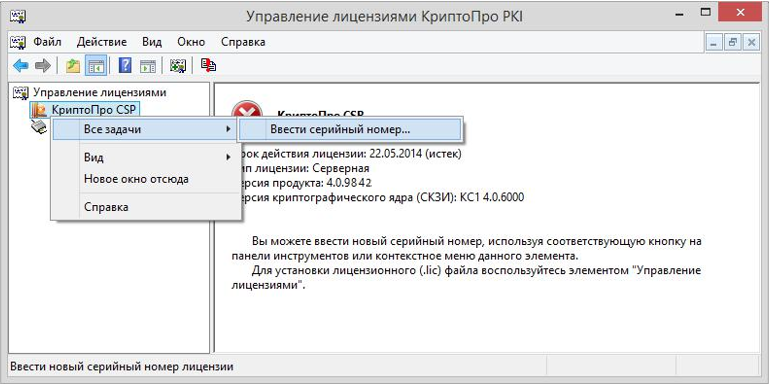 Управление лицензиями КриптоПро PKI
Файл Действие Вид Окно Справка
Управление лицензиями
КриптоПро CSP
Все задачи
Ввести серийный номер...
Вид
Новое окно отсюда
Справка
КриптоПро CSP
рок действия лицензии: 22.05.2014 (истек)
ип лицензии: Серверная
ерсия продукта: 4.0.9842
ерсия криптографического ядра (СКЗИ): КС1 4.0.6000
Вы можете ввести новый серийный номер, используя соответствующую кнопку на
панели инструментов или контекстное меню данного элемента.
Для установки лицензионного (.lic) файла воспользуйтесь элементом "Управление
лицензиями".
Ввести новый серийный номер лицензии